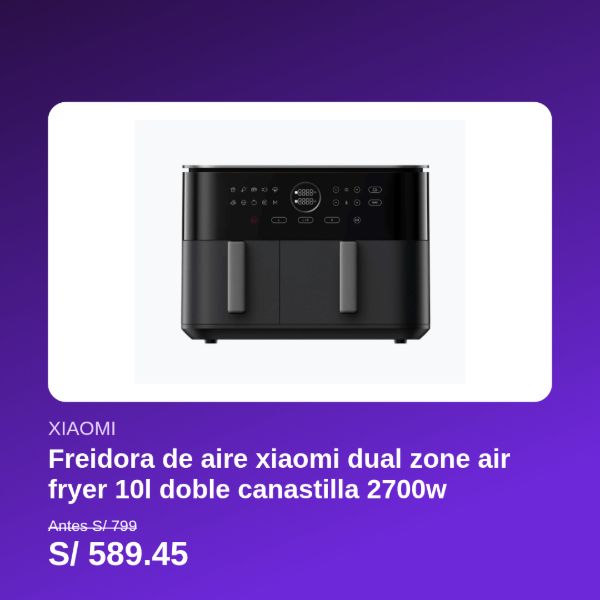 XIAOMI
Freidora de aire xiaomi dual zone air
fryer 10l doble canastilla 2700w
Antes S/ 799
S/ 589.45